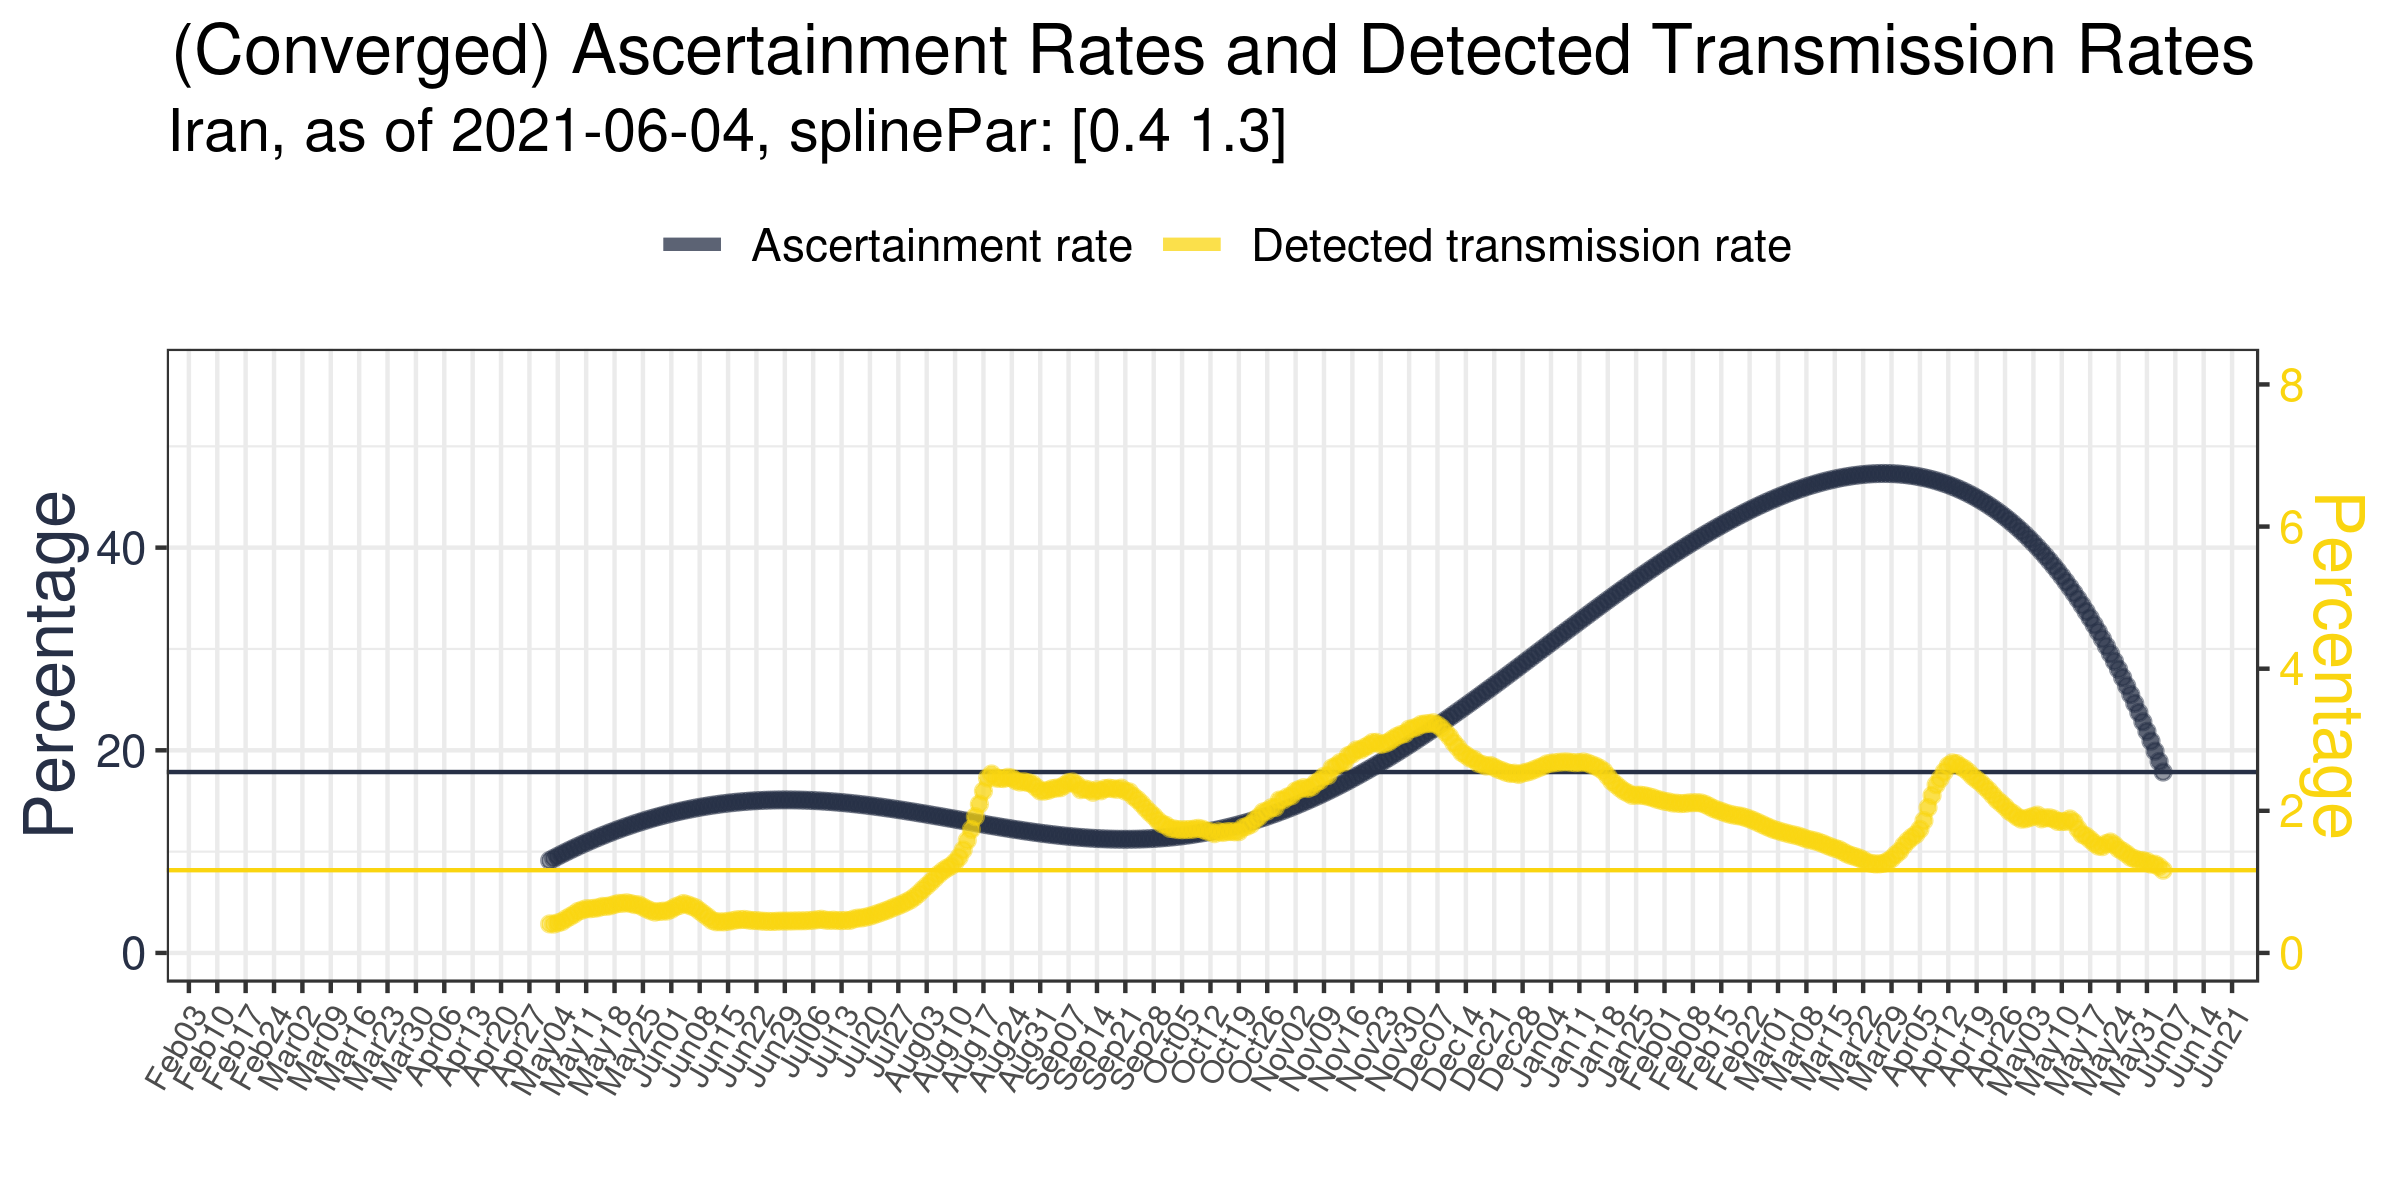 (Converged) Ascertainment Rates and Detected Transmission Rates
Iran, as of 2021-06-04, splinePar: [0.4 1.3]
Ascertainment rate Detected transmission rate
Percentage
40
20
0
8
6
4
2
0
Percentage
Feb03 Feb10 Feb17 Feb24 Mar02 Mar09 Mar16 Mar23 Mar30 Apr06 Apr13 Apr20 Apr27 May04 May11 May18 May25 Jun01 Jun08 Jun15 Jun22 Jun29 Jul06 Jul13 Jul20 Jul27 Aug03 Aug10 Aug17 Aug24 Aug31 Sep07 Sep14 Sep21 Sep28 Oct05 Oct12 Oct19 Oct26 Nov02 Nov09 Nov16 Nov23 Nov30 Dec07 Dec14 Dec21 Dec28 Jan04 Jan11 Jan18 Jan25 Feb01 Feb08 Feb15 Feb22 Mar01 Mar08 Mar15 Mar22 Mar29 Apr05 Apr12 Apr19 Apr26 May03 May10 May17 May24 May31 Jun07 Jun14 Jun21